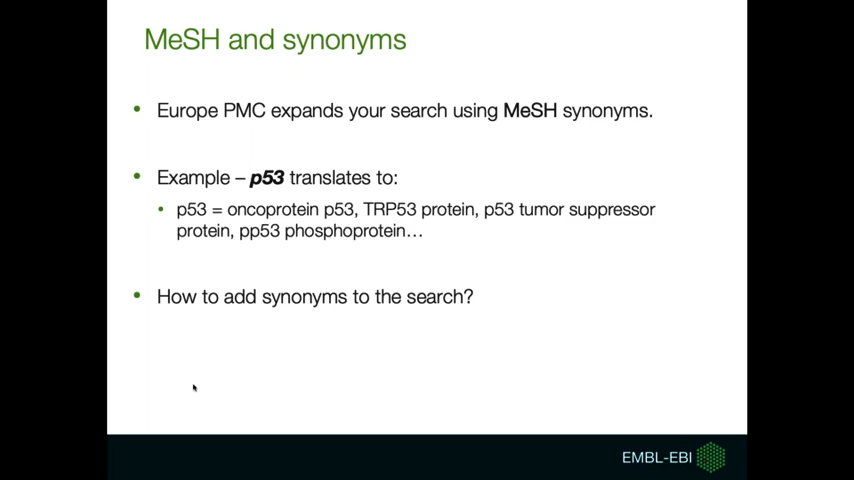 MeSH and synonyms
• Europe PMC expands your search using MeSH synonyms.
• Example – p53 translates to:
• p53 = oncoprotein p53, TRP53 protein, p53 tumor suppressor
protein, pp53 phosphoprotein…
• How to add synonyms to the search?
EMBL-EBI